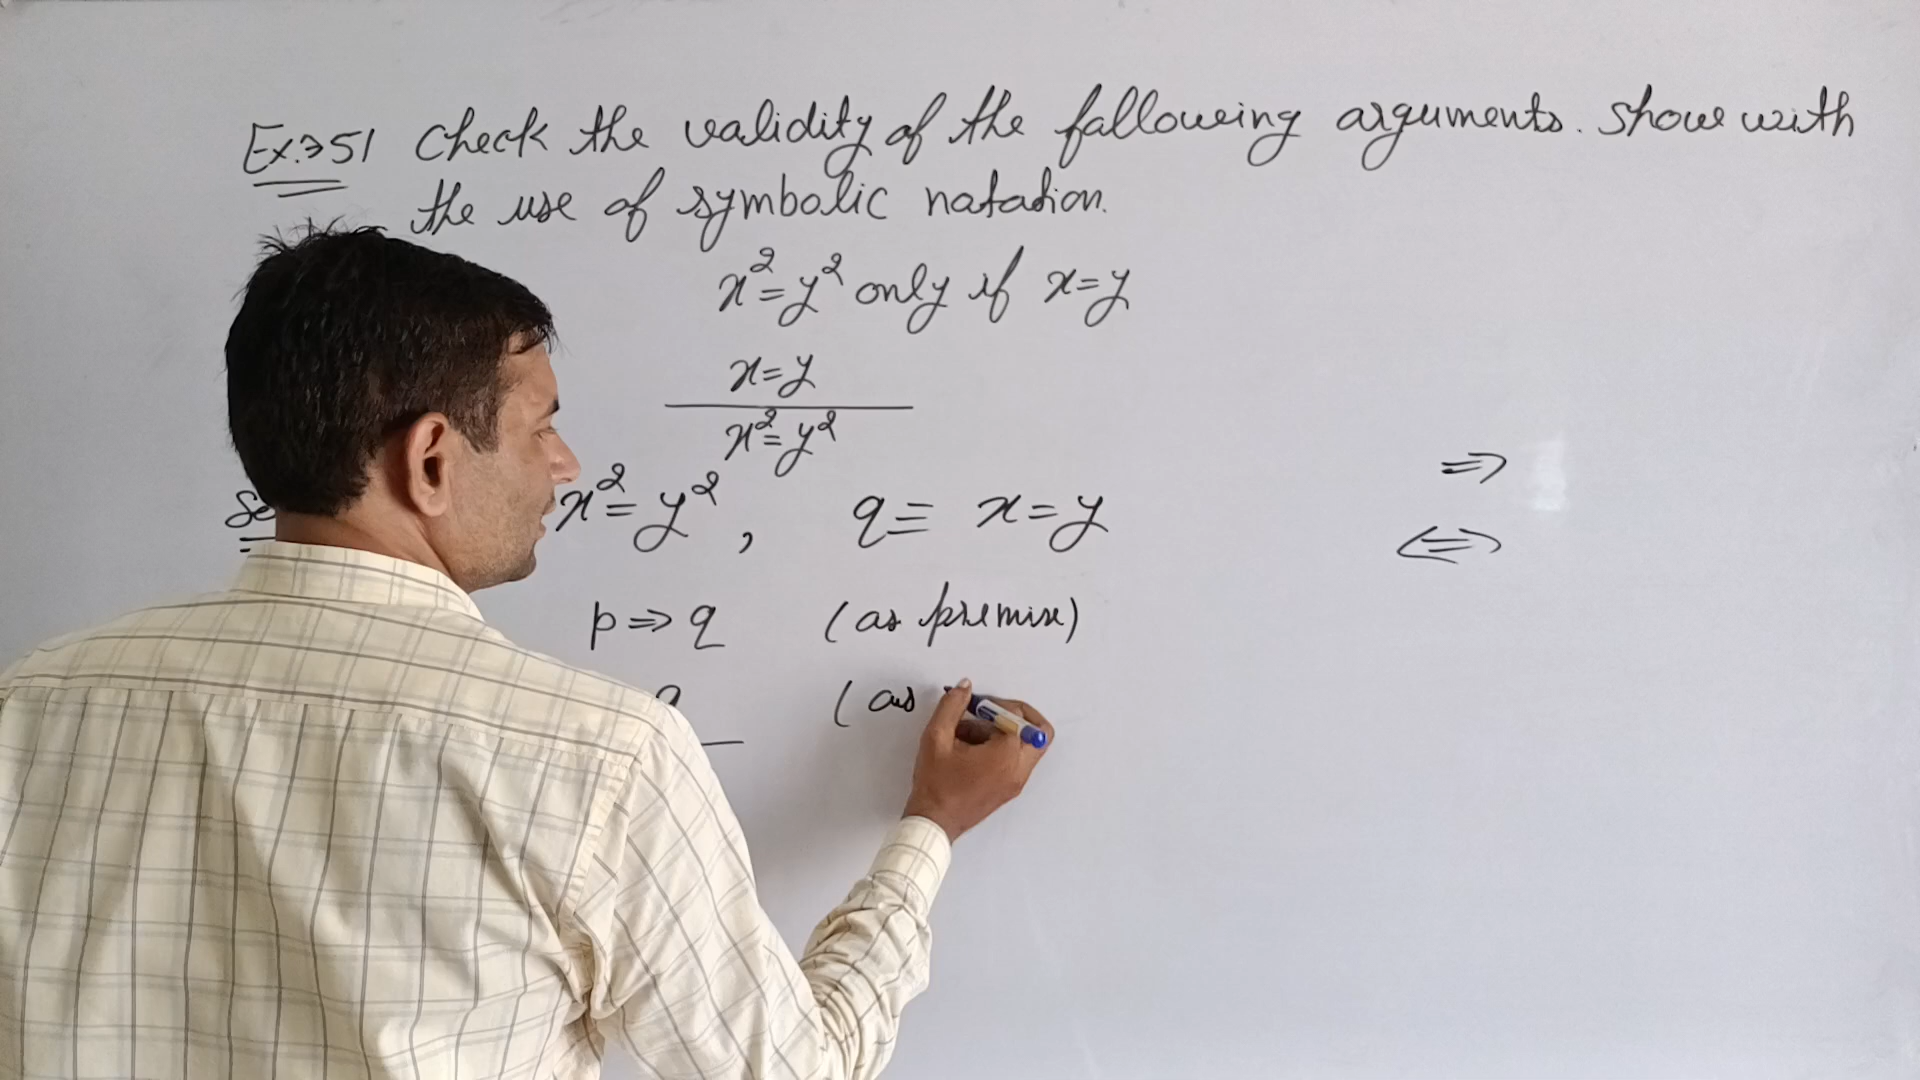 Ex.→51 Check the validity of the fallowing arguments. Show with
the use of symbolic natation.
x²=y² only if x=y
x=y
x²=y²
x²=y², q≡ x=y
p⇒q (as premise)
q (as
⇒
⇔